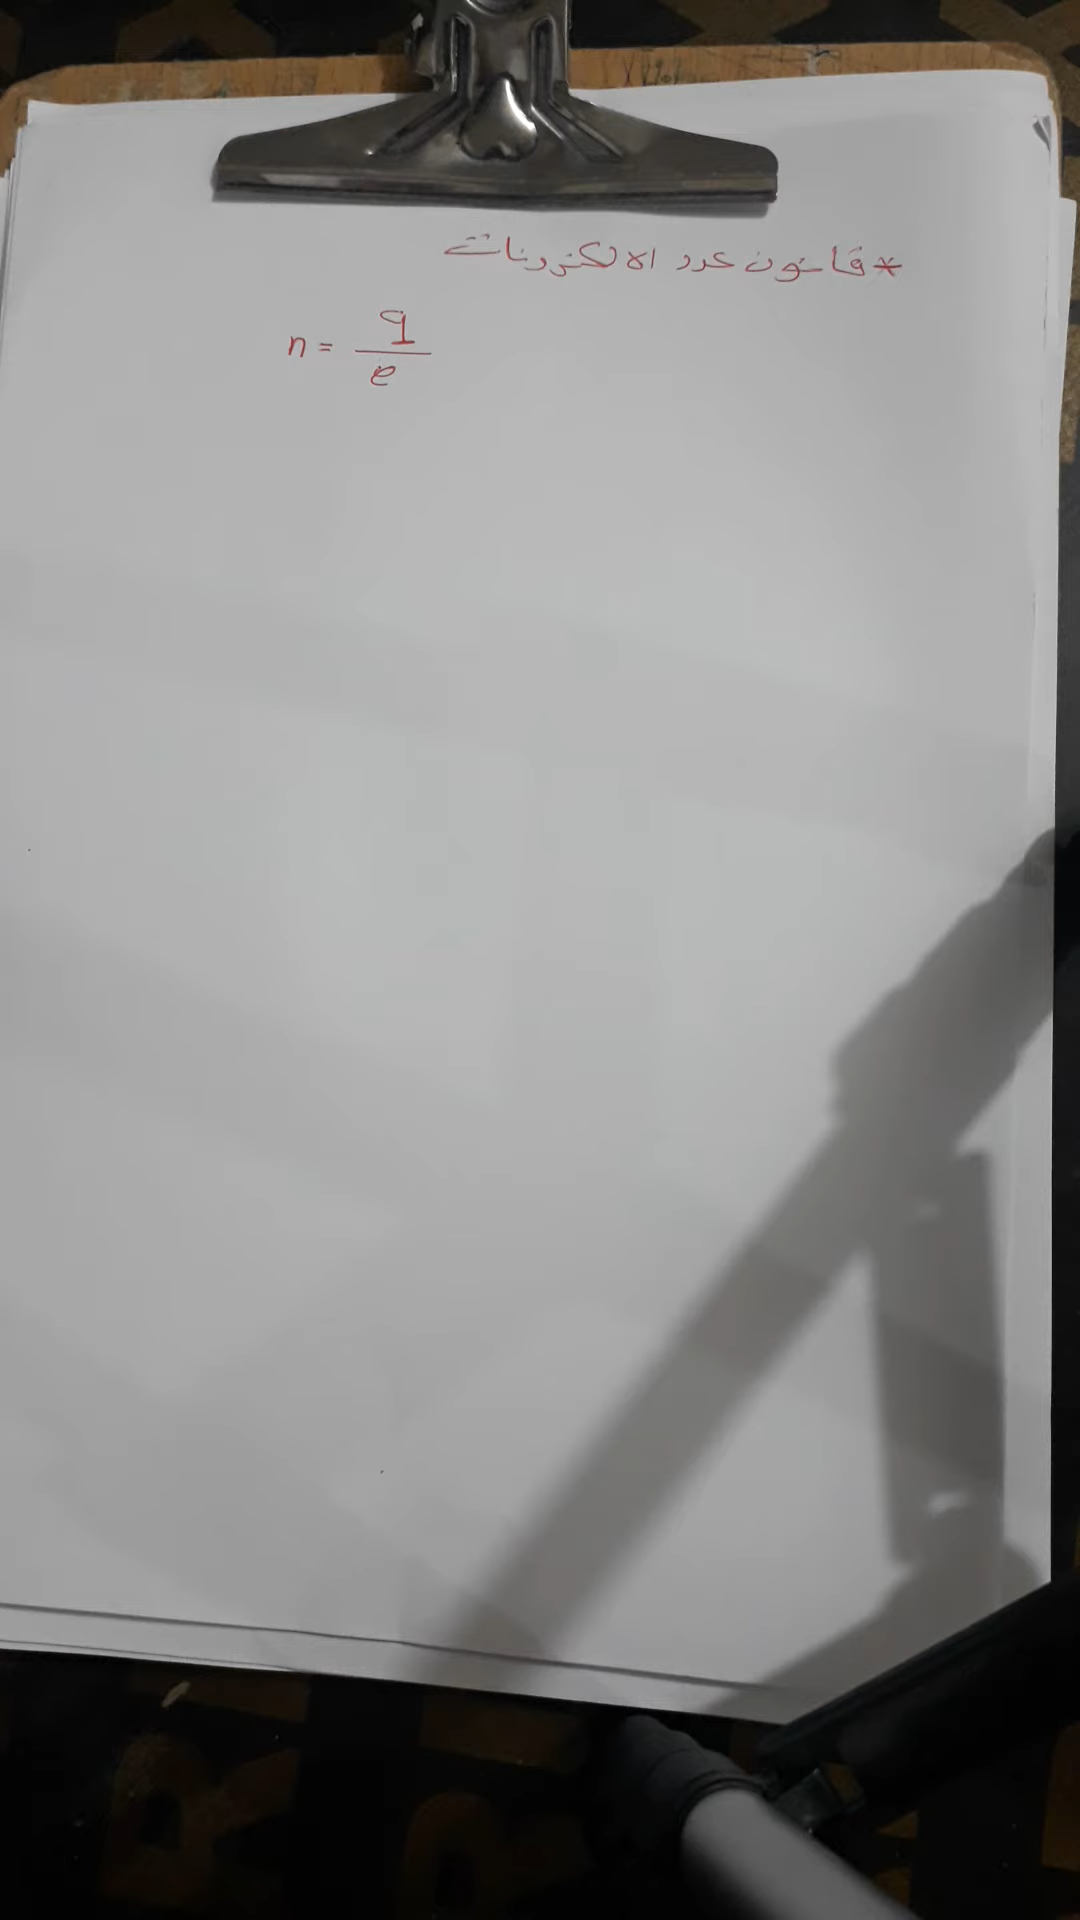 * قانون عدد الالكترونات
n = q / e